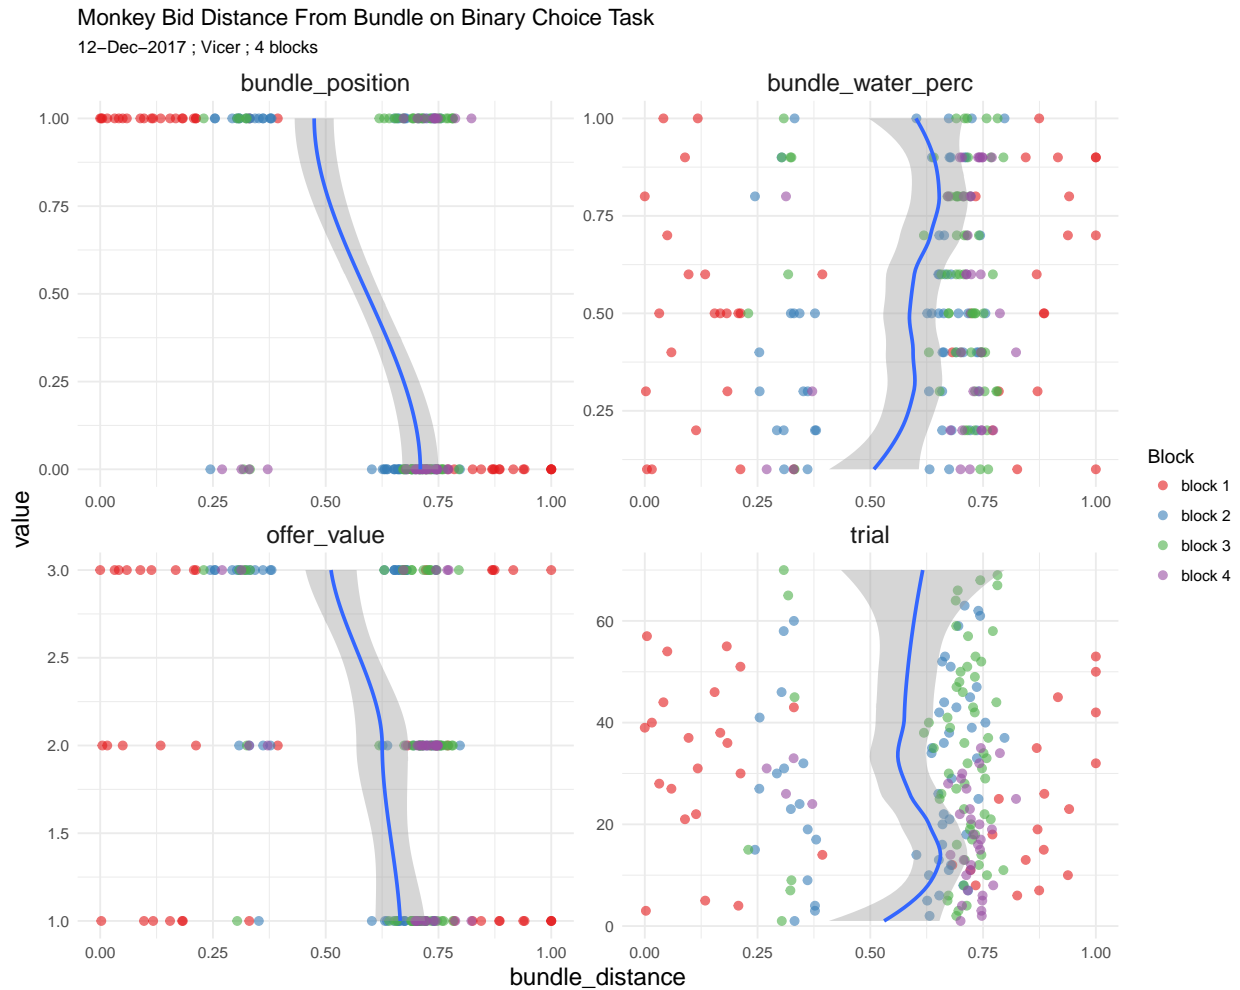 Monkey Bid Distance From Bundle on Binary Choice Task
12−Dec−2017 ; Vicer ; 4 blocks
bundle_position
bundle_water_perc
1.00
0.75
0.50
0.25
0.00
1.00
0.75
0.50
0.25
0.00 0.25 0.50 0.75 1.00
0.00 0.25 0.50 0.75 1.00
offer_value
trial
3.0
2.5
2.0
1.5
1.0
60
40
20
0
0.00 0.25 0.50 0.75 1.00
0.00 0.25 0.50 0.75 1.00
value
bundle_distance
Block
block 1
block 2
block 3
block 4